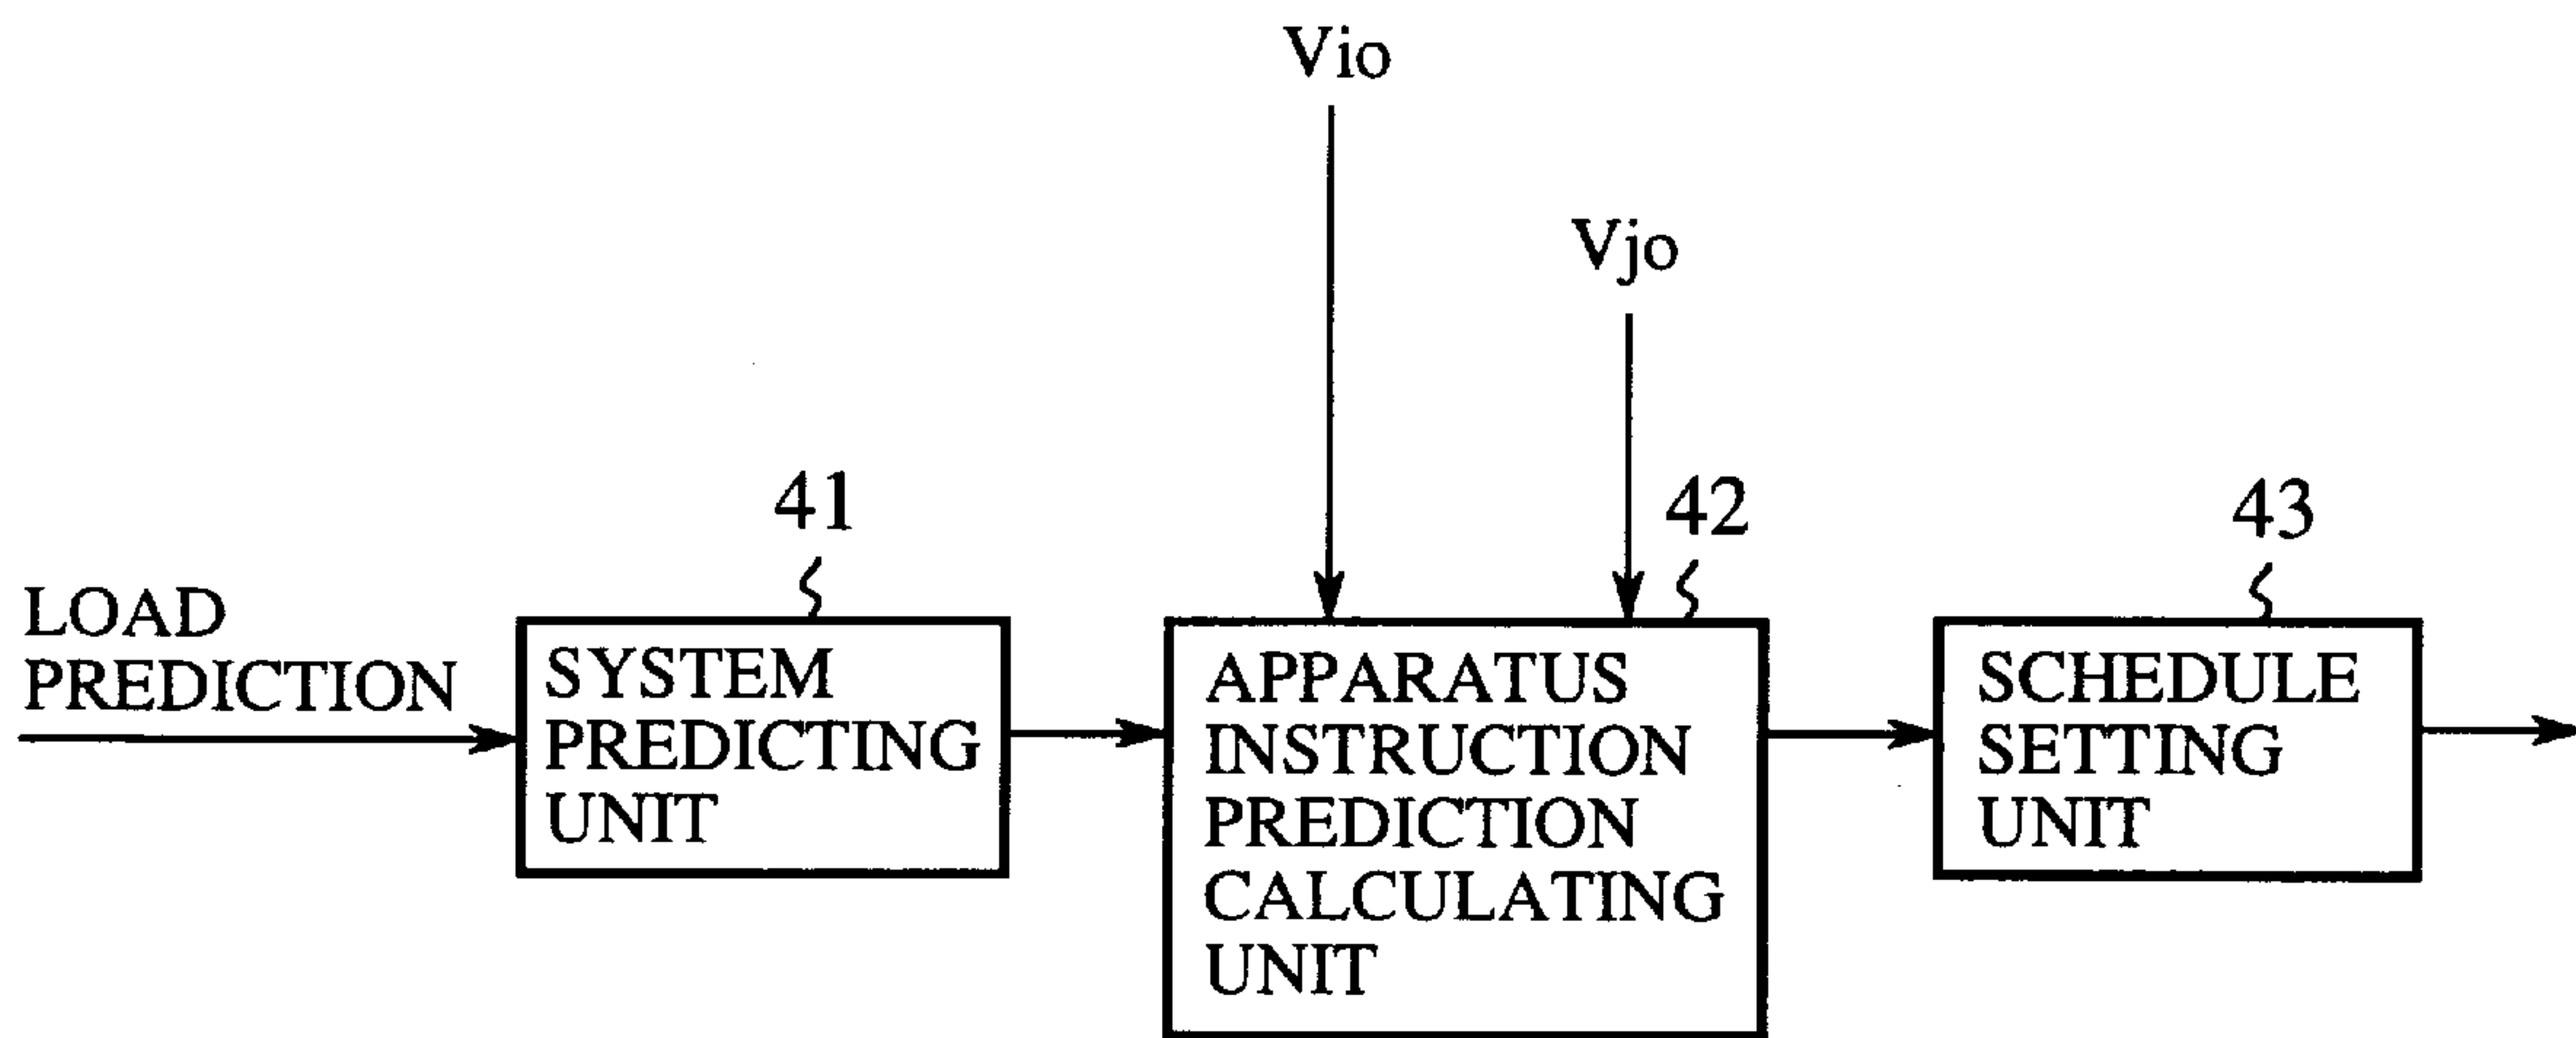 Vio
Vjo
41
42
43
LOAD
PREDICTION
SYSTEM
PREDICTING
UNIT
APPARATUS
INSTRUCTION
PREDICTION
CALCULATING
UNIT
SCHEDULE
SETTING
UNIT